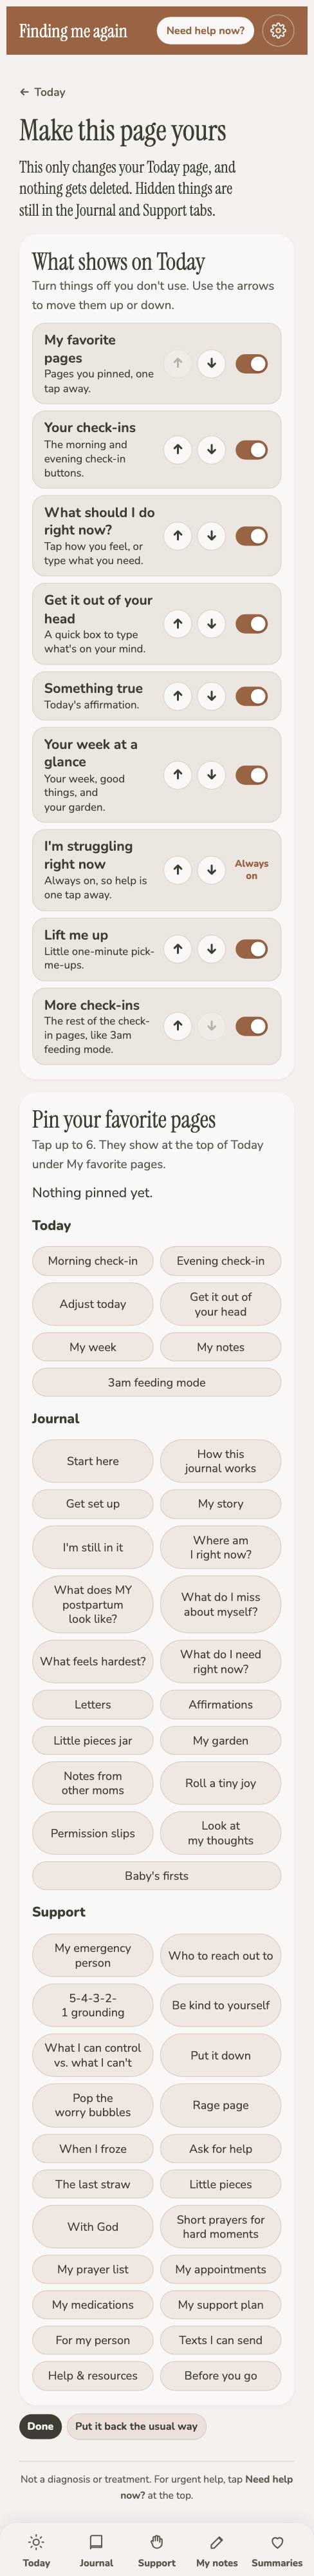 Finding me again
Need help now?
← Today
Make this page yours
This only changes your Today page, and
nothing gets deleted. Hidden things are
still in the Journal and Support tabs.
What shows on Today
Turn things off you don't use. Use the arrows
to move them up or down.
My favorite
pages
Pages you pinned, one
tap away.
Your check-ins
The morning and
evening check-in
buttons.
What should I do
right now?
Tap how you feel, or
type what you need.
Get it out of your
head
A quick box to type
what's on your mind.
Something true
Today's affirmation.
Your week at a
glance
Your week, good
things, and
your garden.
I'm struggling
right now
Always on, so help is
one tap away.
Always
on
Lift me up
Little one-minute pick-
me-ups.
More check-ins
The rest of the check-
in pages, like 3am
feeding mode.
Pin your favorite pages
Tap up to 6. They show at the top of Today
under My favorite pages.
Nothing pinned yet.
Today
Morning check-in
Evening check-in
Adjust today
Get it out of
your head
My week
My notes
3am feeding mode
Journal
Start here
How this
journal works
Get set up
My story
I'm still in it
Where am
I right now?
What does MY
postpartum
look like?
What do I miss
about myself?
What feels hardest?
What do I need
right now?
Letters
Affirmations
Little pieces jar
My garden
Notes from
other moms
Roll a tiny joy
Permission slips
Look at
my thoughts
Baby's firsts
Support
My emergency
person
Who to reach out to
5-4-3-2-
1 grounding
Be kind to yourself
What I can control
vs. what I can't
Put it down
Pop the
worry bubbles
Rage page
When I froze
Ask for help
The last straw
Little pieces
With God
Short prayers for
hard moments
My prayer list
My appointments
My medications
My support plan
For my person
Texts I can send
Help & resources
Before you go
Done
Put it back the usual way
Not a diagnosis or treatment. For urgent help, tap Need help
now? at the top.
Today
Journal
Support
My notes
Summaries